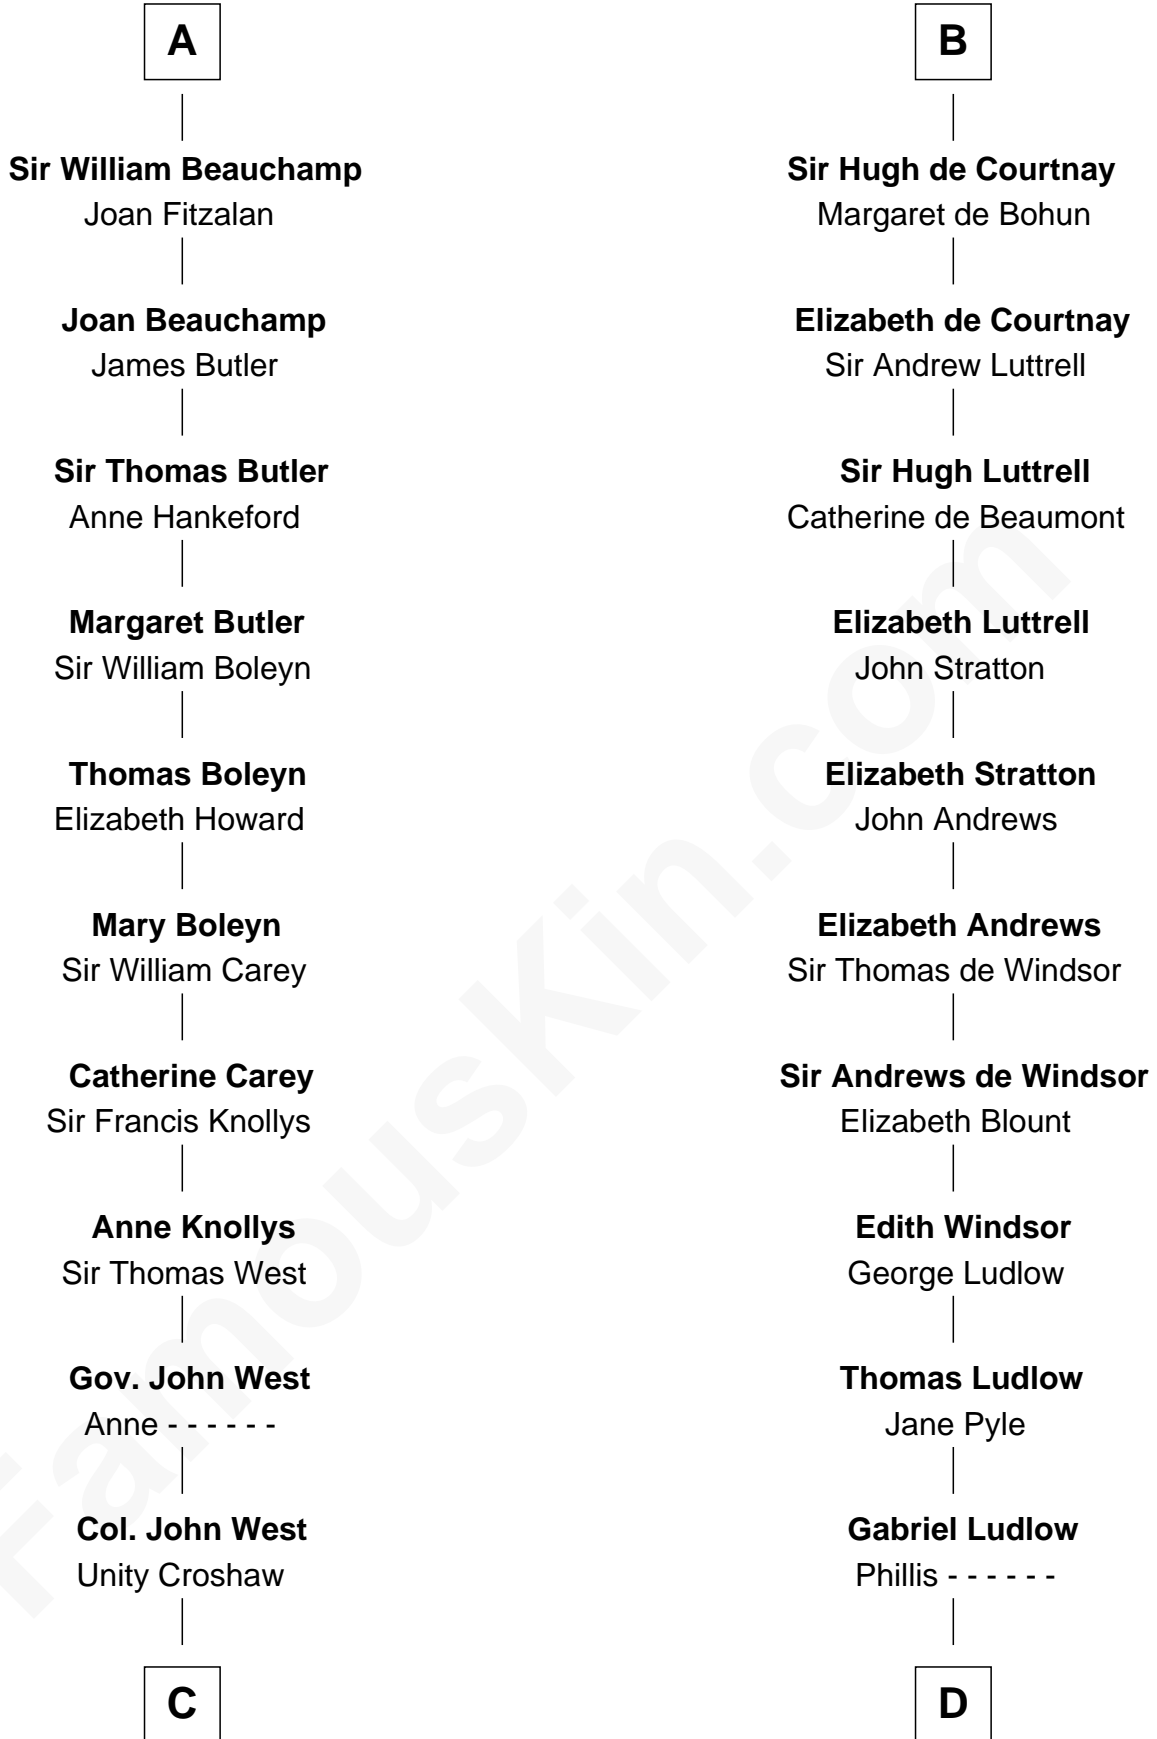 A
Sir William Beauchamp
Joan Fitzalan
Joan Beauchamp
James Butler
Sir Thomas Butler
Anne Hankeford
Margaret Butler
Sir William Boleyn
Thomas Boleyn
Elizabeth Howard
Mary Boleyn
Sir William Carey
Catherine Carey
Sir Francis Knollys
Anne Knollys
Sir Thomas West
Gov. John West
Anne - - - - - -
Col. John West
Unity Croshaw
C
B
Sir Hugh de Courtnay
Margaret de Bohun
Elizabeth de Courtnay
Sir Andrew Luttrell
Sir Hugh Luttrell
Catherine de Beaumont
Elizabeth Luttrell
John Stratton
Elizabeth Stratton
John Andrews
Elizabeth Andrews
Sir Thomas de Windsor
Sir Andrews de Windsor
Elizabeth Blount
Edith Windsor
George Ludlow
Thomas Ludlow
Jane Pyle
Gabriel Ludlow
Phillis - - - - - -
D
FamousKin.com